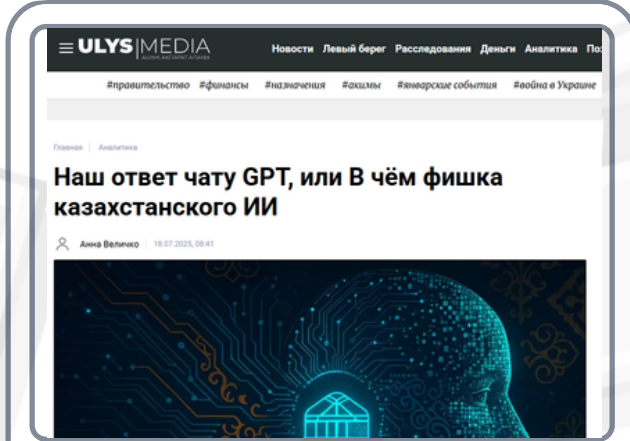 ULYS MEDIA
Новости Левый берег Расследования Деньги Аналитика По
#правительство #финансы #назначения #акимы #январские события #война в Украине
Главная | Аналитика
Наш ответ чату GPT, или В чём фишка
казахстанского ИИ
Анна Величко 18.07.2025, 08:41